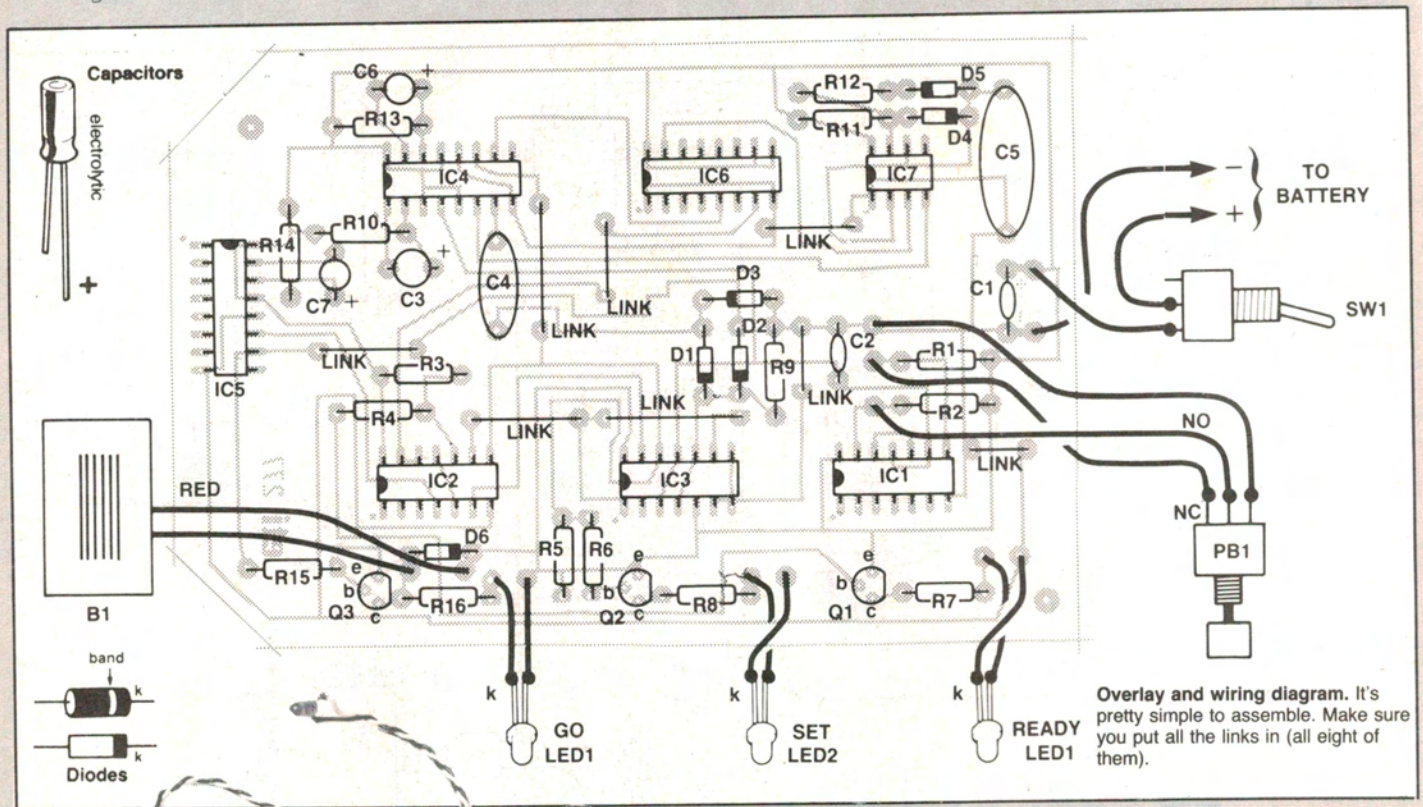 Capacitors
electrolytic
+
C6
+
R13
IC4
IC6
R12
R11
D5
D4
IC7
C5
−
+
TO
BATTERY
R14
R10
C7
+
C3
+
C4
LINK
LINK
LINK
D3
D2
D1
R9
C2
C1
SW1
IC5
LINK
R3
R4
LINK
LINK
LINK
R1
R2
NO
LINK
IC2
IC3
IC1
NC
PB1
RED
B1
D6
R15
e
b
c
Q3
R16
R5
R6
e
b
c
Q2
R8
e
b
c
Q1
R7
band
k
k
Diodes
k
GO
LED1
k
SET
LED2
k
READY
LED1
Overlay and wiring diagram. It's
pretty simple to assemble. Make sure
you put all the links in (all eight of
them).